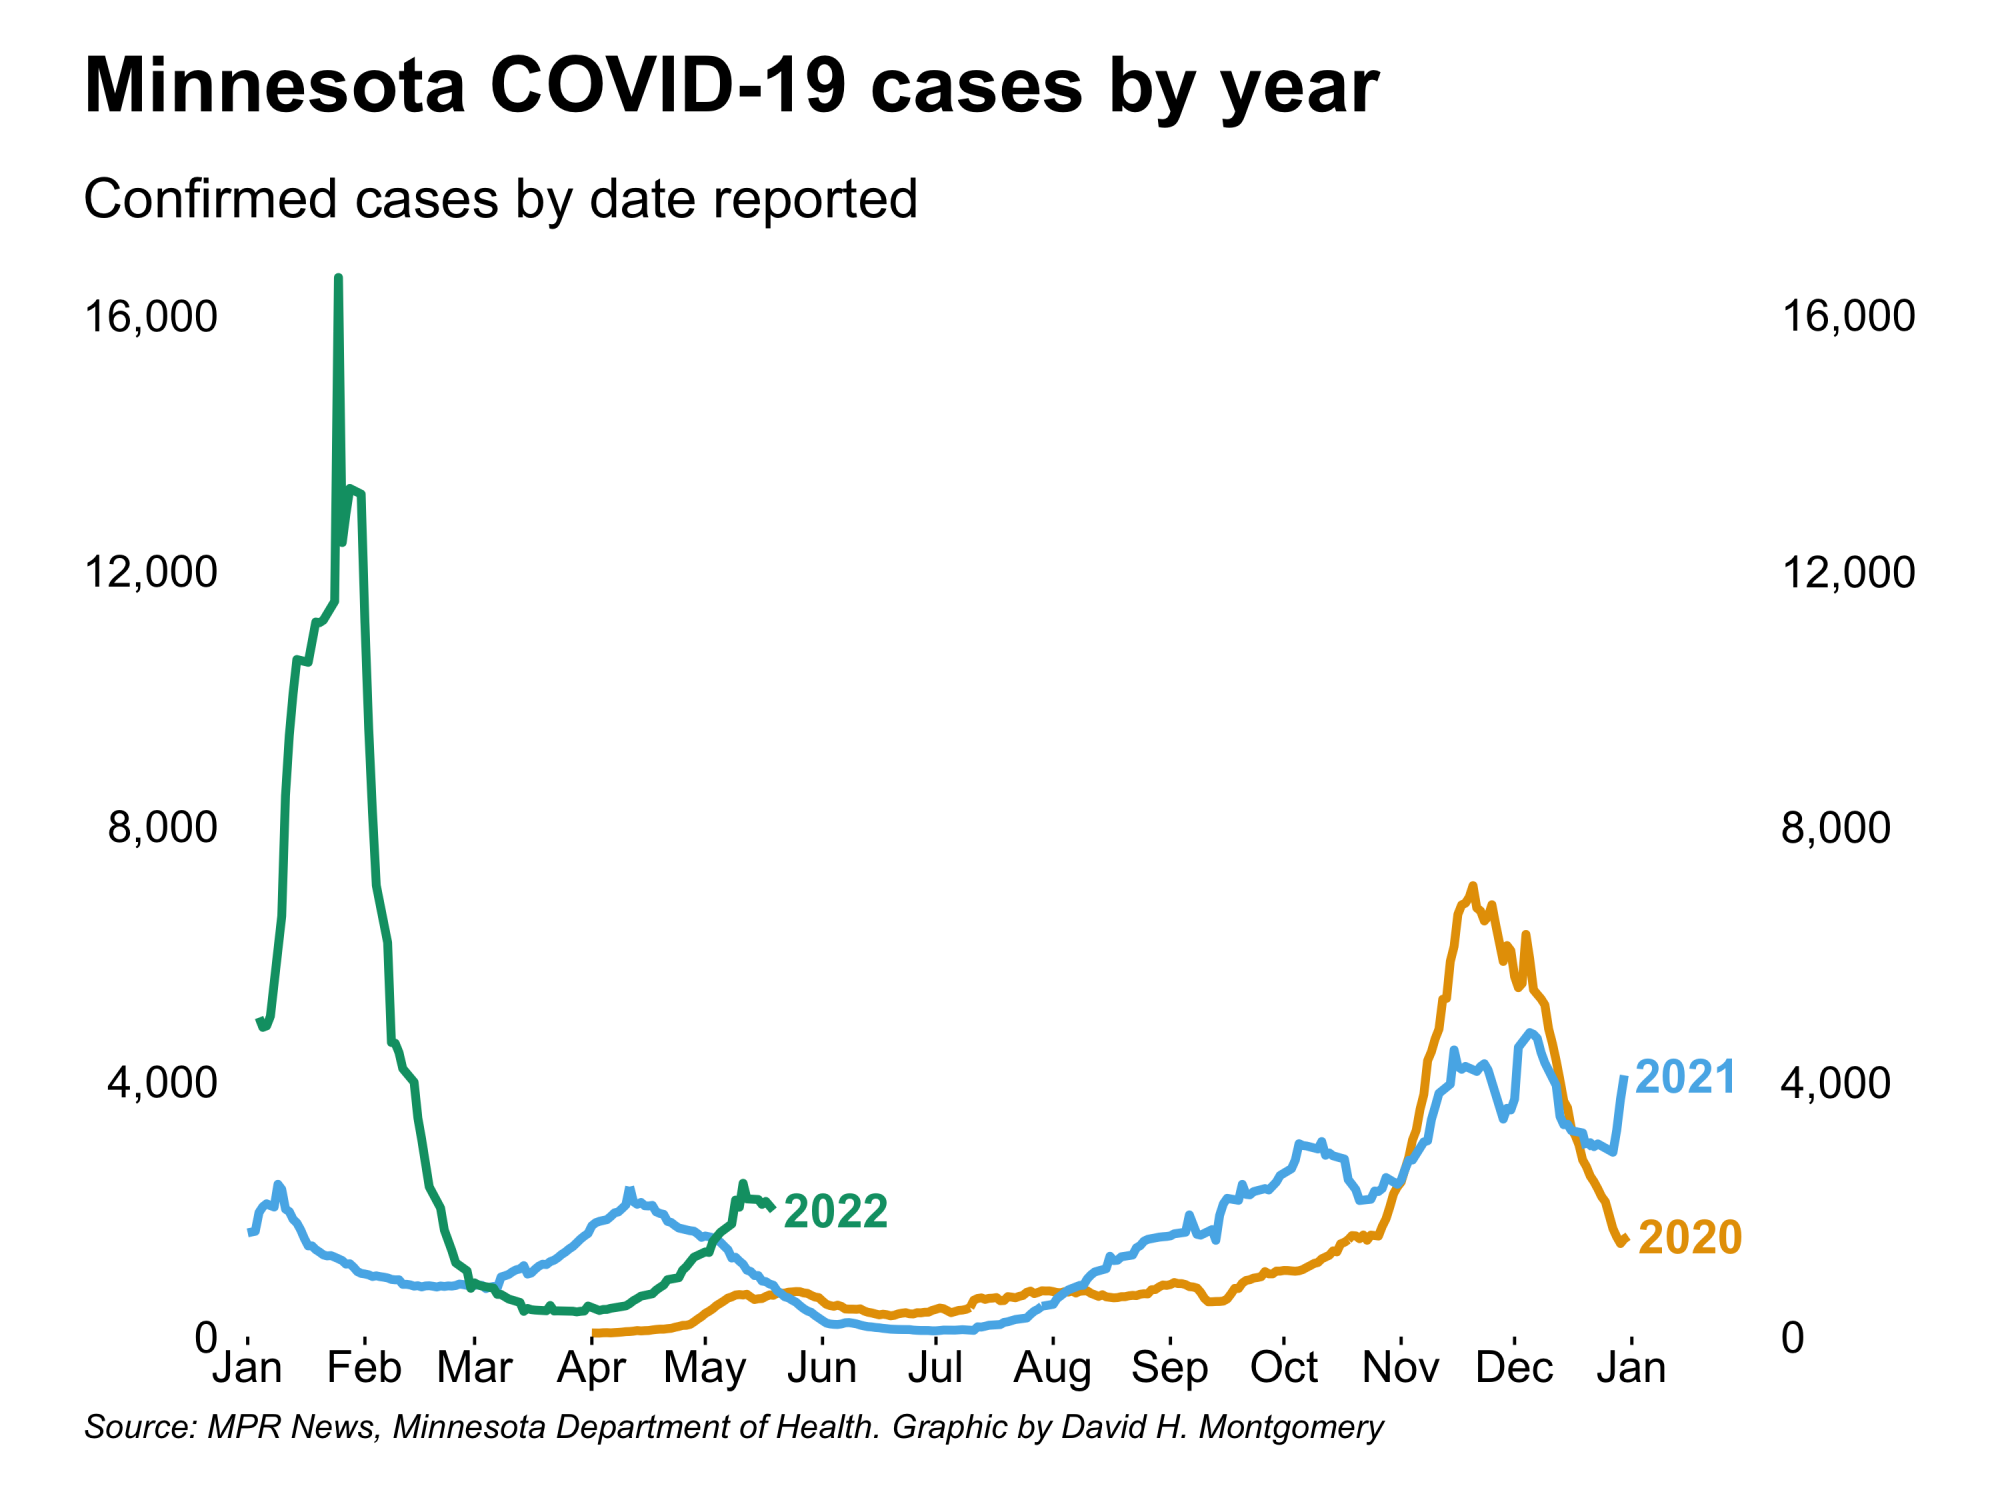 Minnesota COVID-19 cases by year
Confirmed cases by date reported
16,000 16,000
12,000 12,000
8,000 8,000
4,000 2021 4,000
2022 2020
0 0
Jan Feb Mar Apr May Jun Jul Aug Sep Oct Nov Dec Jan
Source: MPR News, Minnesota Department of Health. Graphic by David H. Montgomery